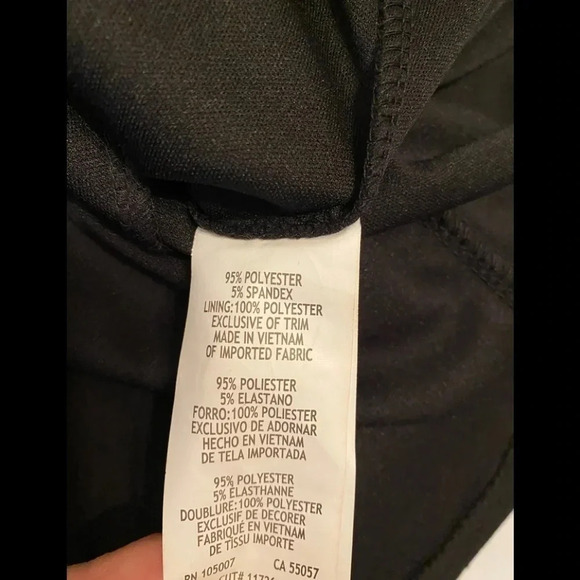 95% POLYESTER
5% SPANDEX
LINING:100% POLYESTER
EXCLUSIVE OF TRIM
MADE IN VIETNAM
OF IMPORTED FABRIC
95% POLIESTER
5% ELASTANO
FORRO:100% POLIESTER
EXCLUSIVO DE ADORNAR
HECHO EN VIETNAM
DE TELA IMPORTADA
95% POLYESTER
5% ÉLASTHANNE
DOUBLURE:100% POLYESTER
EXCLUSIF DE DECORER
FABRIQUÉ EN VIETNAM
DE TISSU IMPORTE
RN 105007 CA 55057